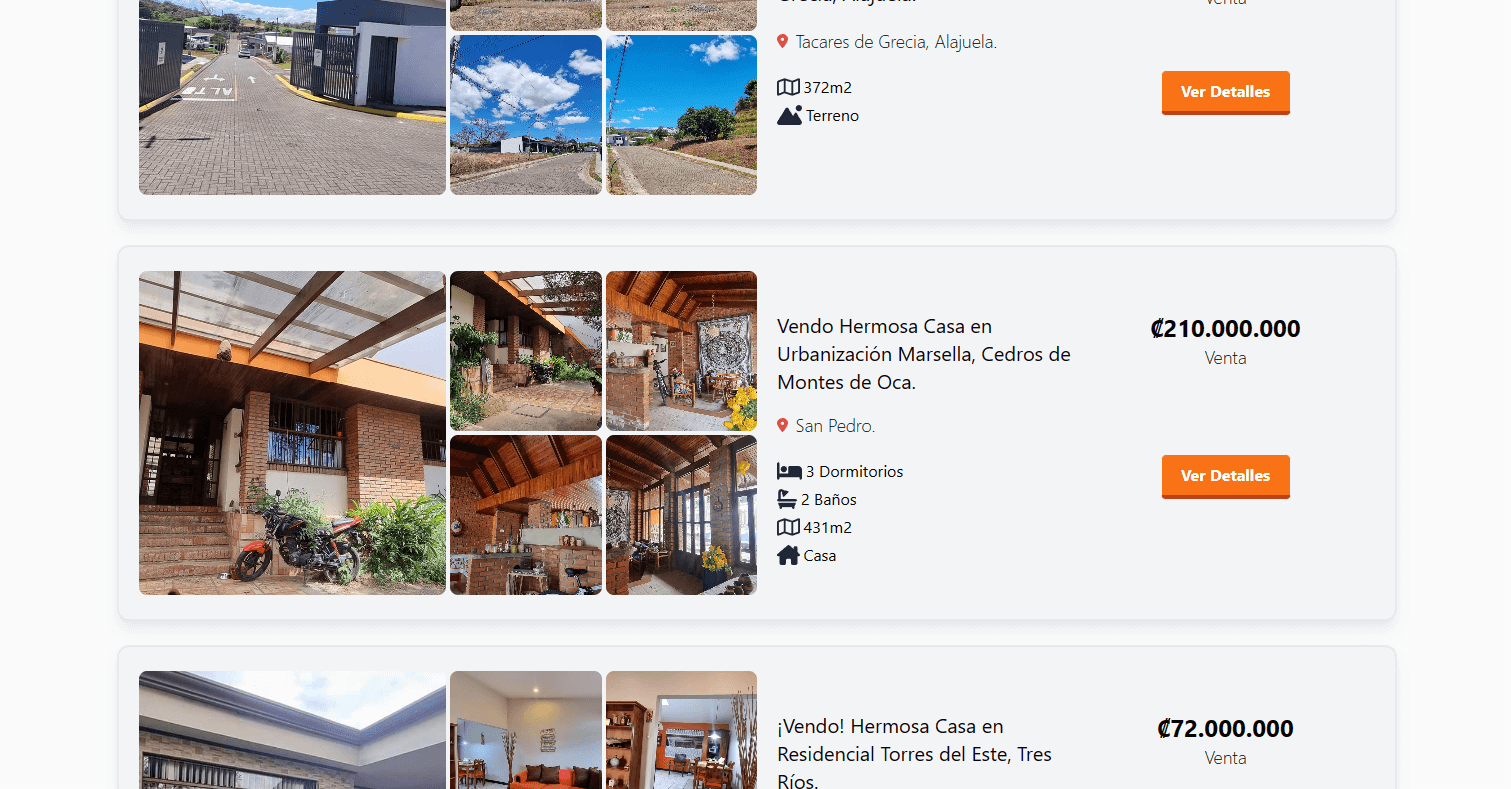 Grecia, Alajuela.
Venta
Tacares de Grecia, Alajuela.
372m2
Terreno
Ver Detalles
ALTO
Vendo Hermosa Casa en
Urbanización Marsella, Cedros de
Montes de Oca.
San Pedro.
3 Dormitorios
2 Baños
431m2
Casa
₡210.000.000
Venta
Ver Detalles
¡Vendo! Hermosa Casa en
Residencial Torres del Este, Tres
Ríos.
₡72.000.000
Venta